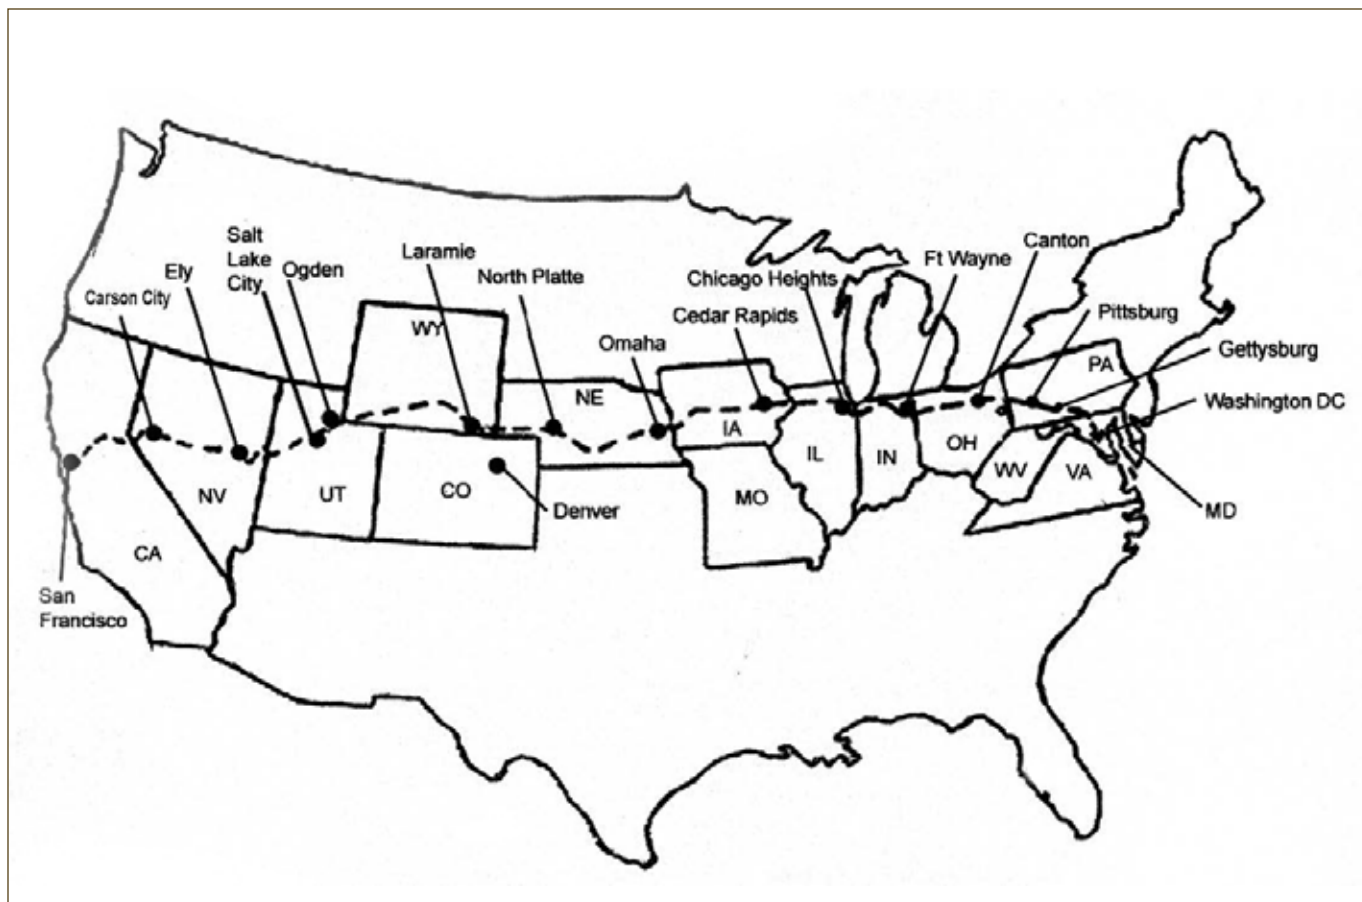 Canton
Salt
Lake
City
Ogden
Laramie
Ft Wayne
Ely
North Platte
Chicago Heights
Carson City
Cedar Rapids
Pittsburg
WY
Omaha
Gettysburg
PA
NE
Washington DC
IA
OH
IL
IN
WV
VA
NV
UT
CO
MO
Denver
MD
CA
San
Francisco